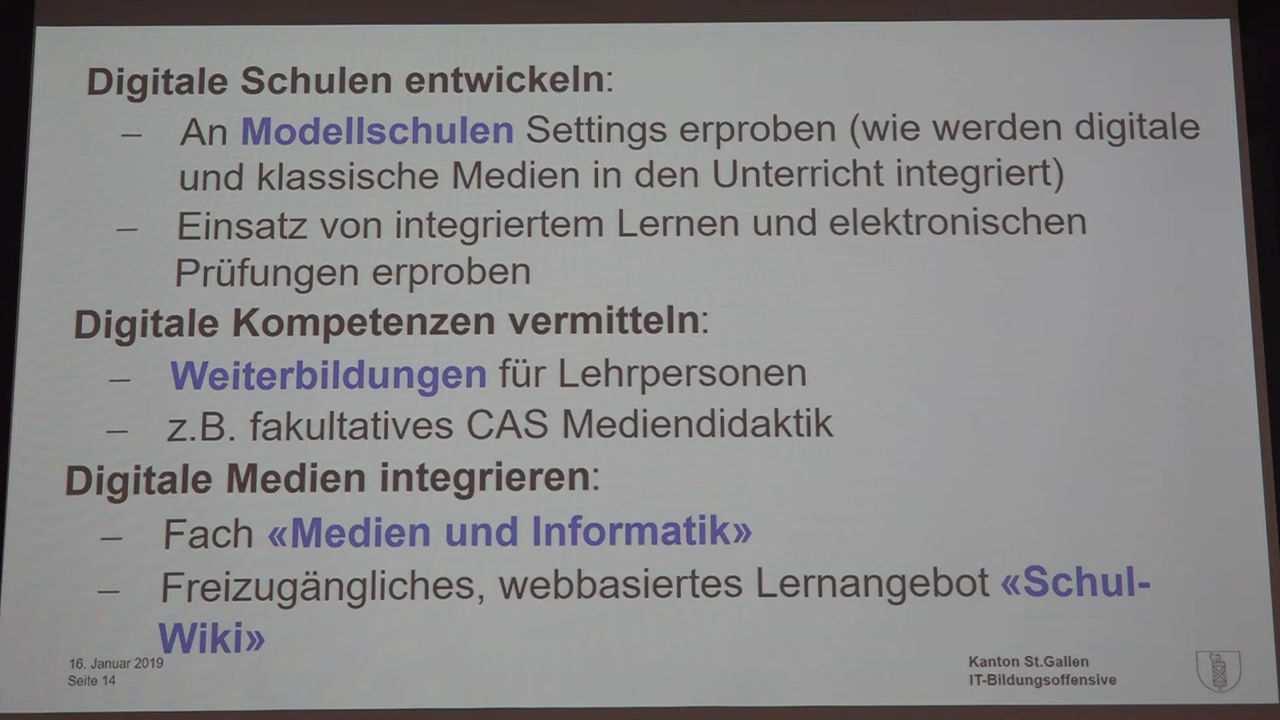 Digitale Schulen entwickeln:
– An Modellschulen Settings erproben (wie werden digitale
und klassische Medien in den Unterricht integriert)
– Einsatz von integriertem Lernen und elektronischen
Prüfungen erproben
Digitale Kompetenzen vermitteln:
– Weiterbildungen für Lehrpersonen
– z.B. fakultatives CAS Mediendidaktik
Digitale Medien integrieren:
– Fach «Medien und Informatik»
– Freizugängliches, webbasiertes Lernangebot «Schul-
Wiki»
16. Januar 2019
Seite 14
Kanton St.Gallen
IT-Bildungsoffensive